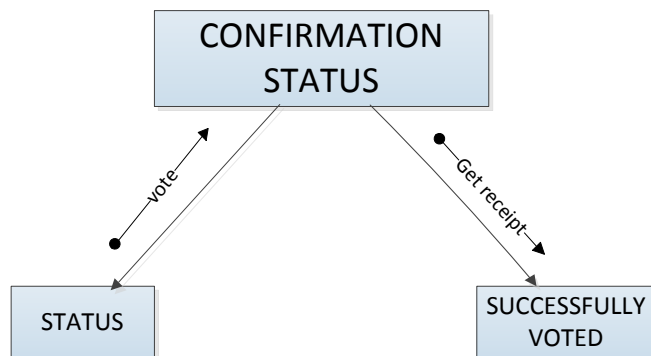 CONFIRMATION
STATUS
vote
Get receipt
STATUS
SUCCESSFULLY
VOTED